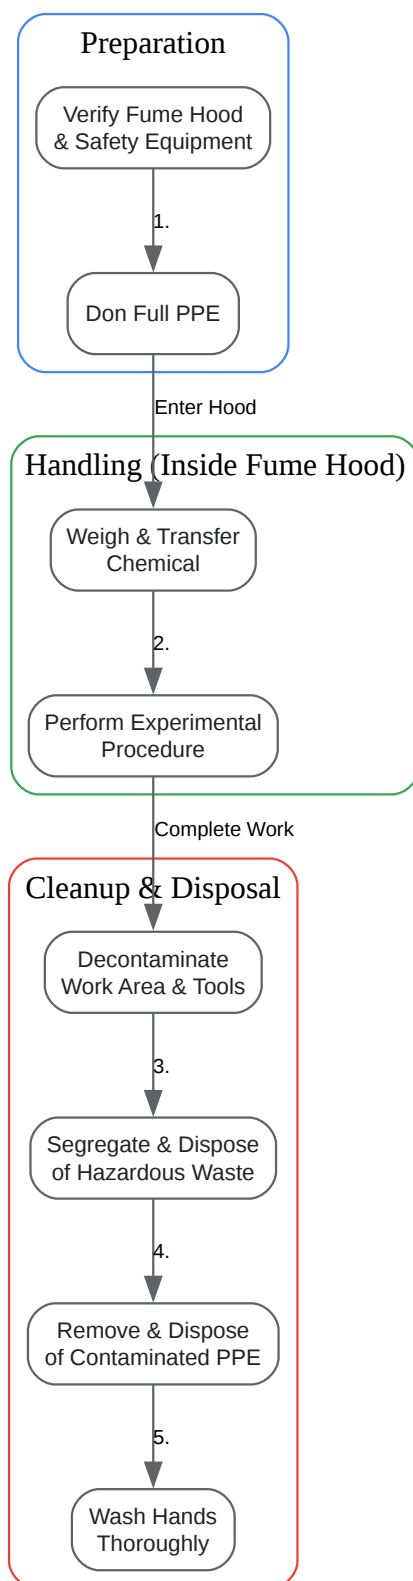 Preparation
Verify Fume Hood
& Safety Equipment
1.
Don Full PPE
Enter Hood
Handling (Inside Fume Hood)
Weigh & Transfer
Chemical
2.
Perform Experimental
Procedure
Complete Work
Cleanup & Disposal
Decontaminate
Work Area & Tools
3.
Segregate & Dispose
of Hazardous Waste
4.
Remove & Dispose
of Contaminated PPE
5.
Wash Hands
Thoroughly